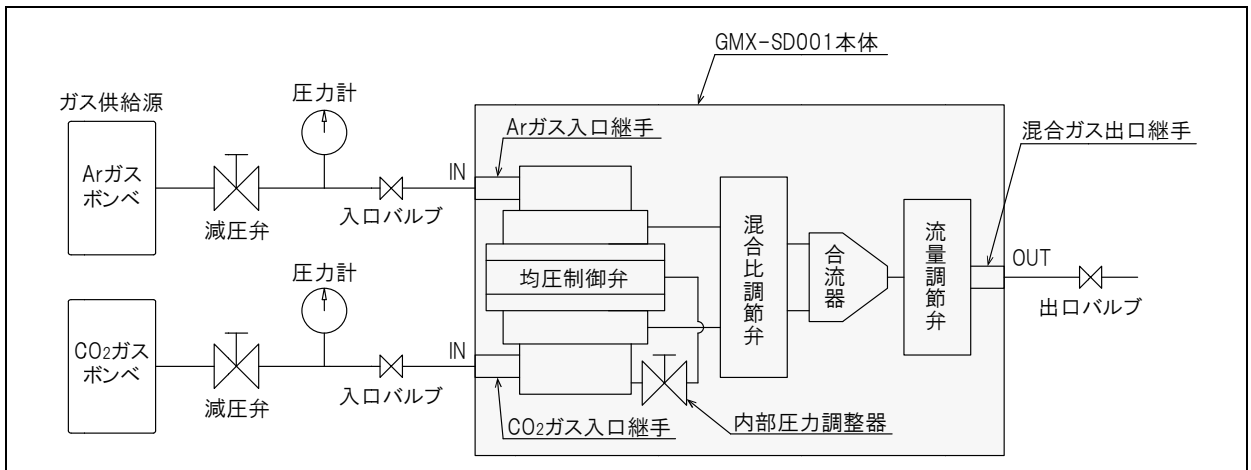 GMX-SD001本体
ガス供給源
圧力計
Arガス入口継手
混合ガス出口継手
Arガス
ボンベ
減圧弁
入口バルブ
IN
混合比調節弁
合流器
流量調節弁
OUT
出口バルブ
均圧制御弁
圧力計
CO2ガス
ボンベ
減圧弁
入口バルブ
IN
CO2ガス入口継手
内部圧力調整器